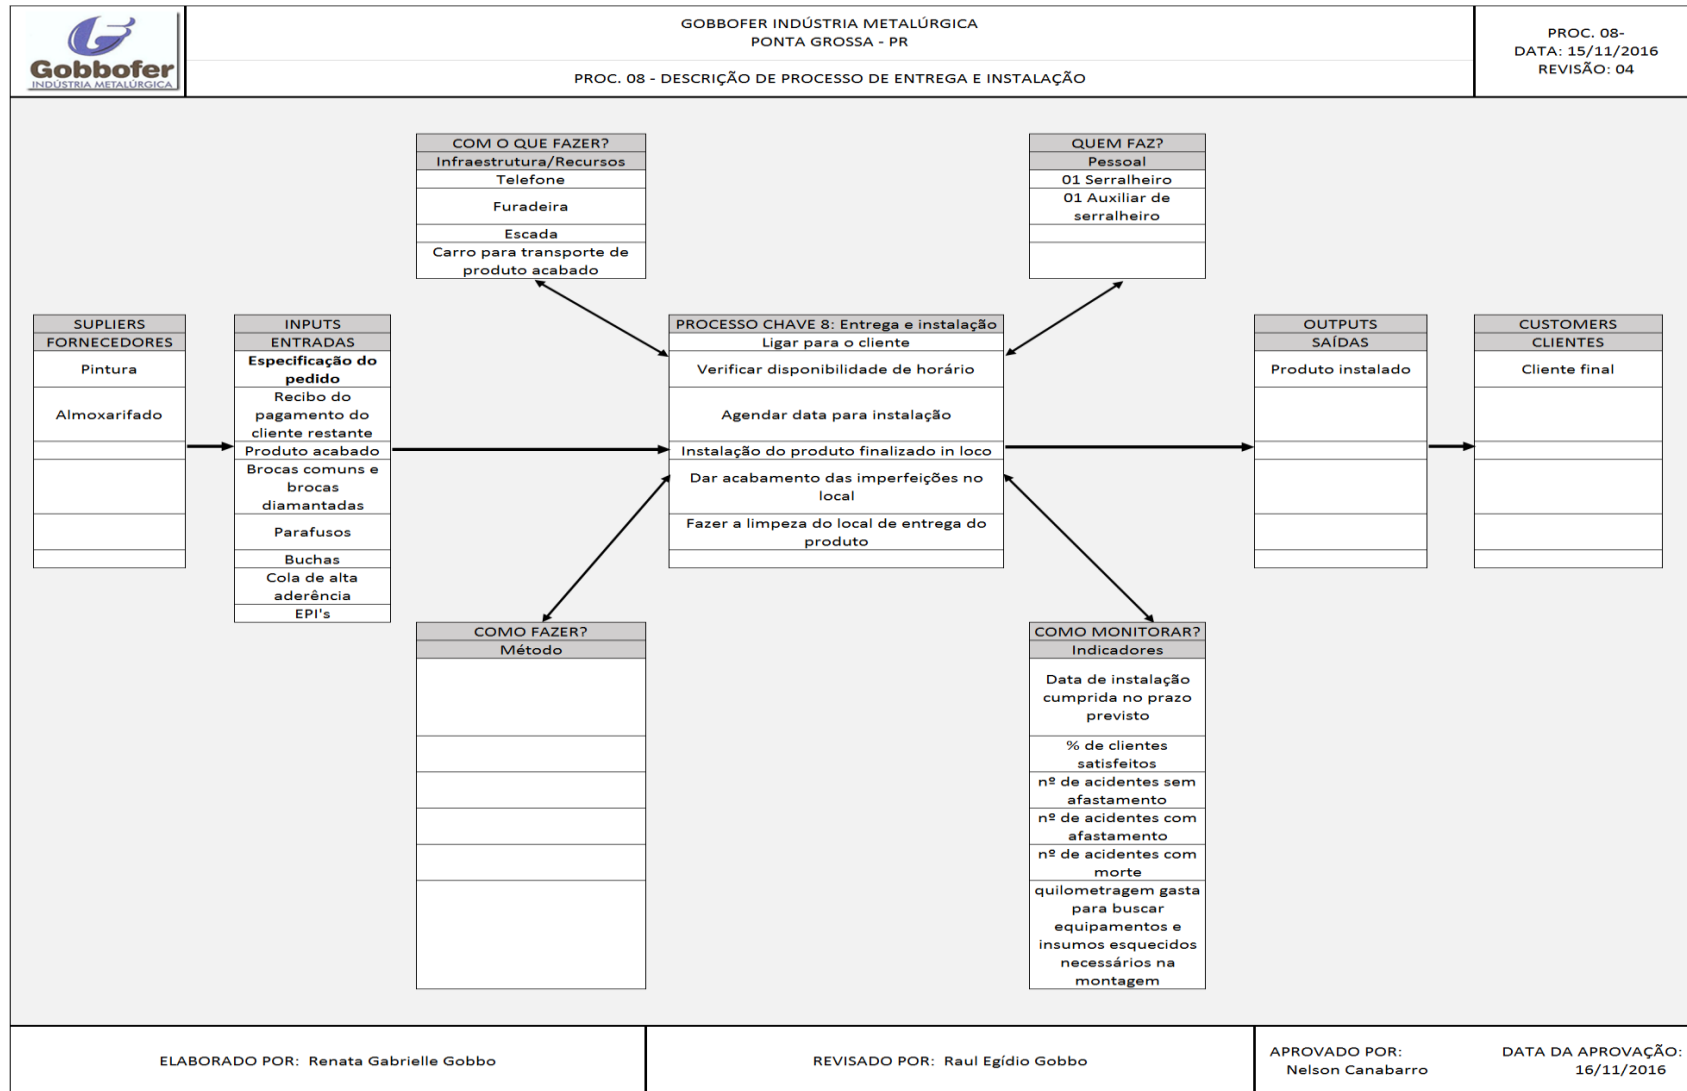 Gobbofer
INDÚSTRIA METALÚRGICA
GOBBOFER INDÚSTRIA METALÚRGICA
PONTA GROSSA - PR
PROC. 08 - DESCRIÇÃO DE PROCESSO DE ENTREGA E INSTALAÇÃO
PROC. 08-
DATA: 15/11/2016
REVISÃO: 04
COM O QUE FAZER?
Infraestrutura/Recursos
Telefone
Furadeira
Escada
Carro para transporte de
produto acabado
QUEM FAZ?
Pessoal
01 Serralheiro
01 Auxiliar de
serralheiro
SUPLIERS
FORNECEDORES
Pintura
Almoxarifado
INPUTS
ENTRADAS
Especificação do
pedido
Recibo do
pagamento do
cliente restante
Produto acabado
Brocas comuns e
brocas
diamantadas
Parafusos
Buchas
Cola de alta
aderência
EPI's
PROCESSO CHAVE 8: Entrega e instalação
Ligar para o cliente
Verificar disponibilidade de horário
Agendar data para instalação
Instalação do produto finalizado in loco
Dar acabamento das imperfeições no
local
Fazer a limpeza do local de entrega do
produto
OUTPUTS
SAÍDAS
Produto instalado
CUSTOMERS
CLIENTES
Cliente final
COMO FAZER?
Método
COMO MONITORAR?
Indicadores
Data de instalação
cumprida no prazo
previsto
% de clientes
satisfeitos
nº de acidentes sem
afastamento
nº de acidentes com
afastamento
nº de acidentes com
morte
quilometragem gasta
para buscar
equipamentos e
insumos esquecidos
necessários na
montagem
ELABORADO POR: Renata Gabrielle Gobbo
REVISADO POR: Raul Egídio Gobbo
APROVADO POR:
Nelson Canabarro
DATA DA APROVAÇÃO:
16/11/2016